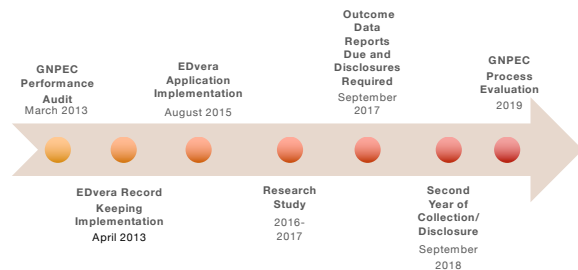 GNPEC
Performance
Audit
March 2013
EDvera Record
Keeping
Implementation
April 2013
EDvera
Application
Implementation
August 2015
Research
Study
2016-
2017
Outcome
Data
Reports
Due and
Disclosures
Required
September
2017
Second
Year of
Collection/
Disclosure
September
2018
GNPEC
Process
Evaluation
2019